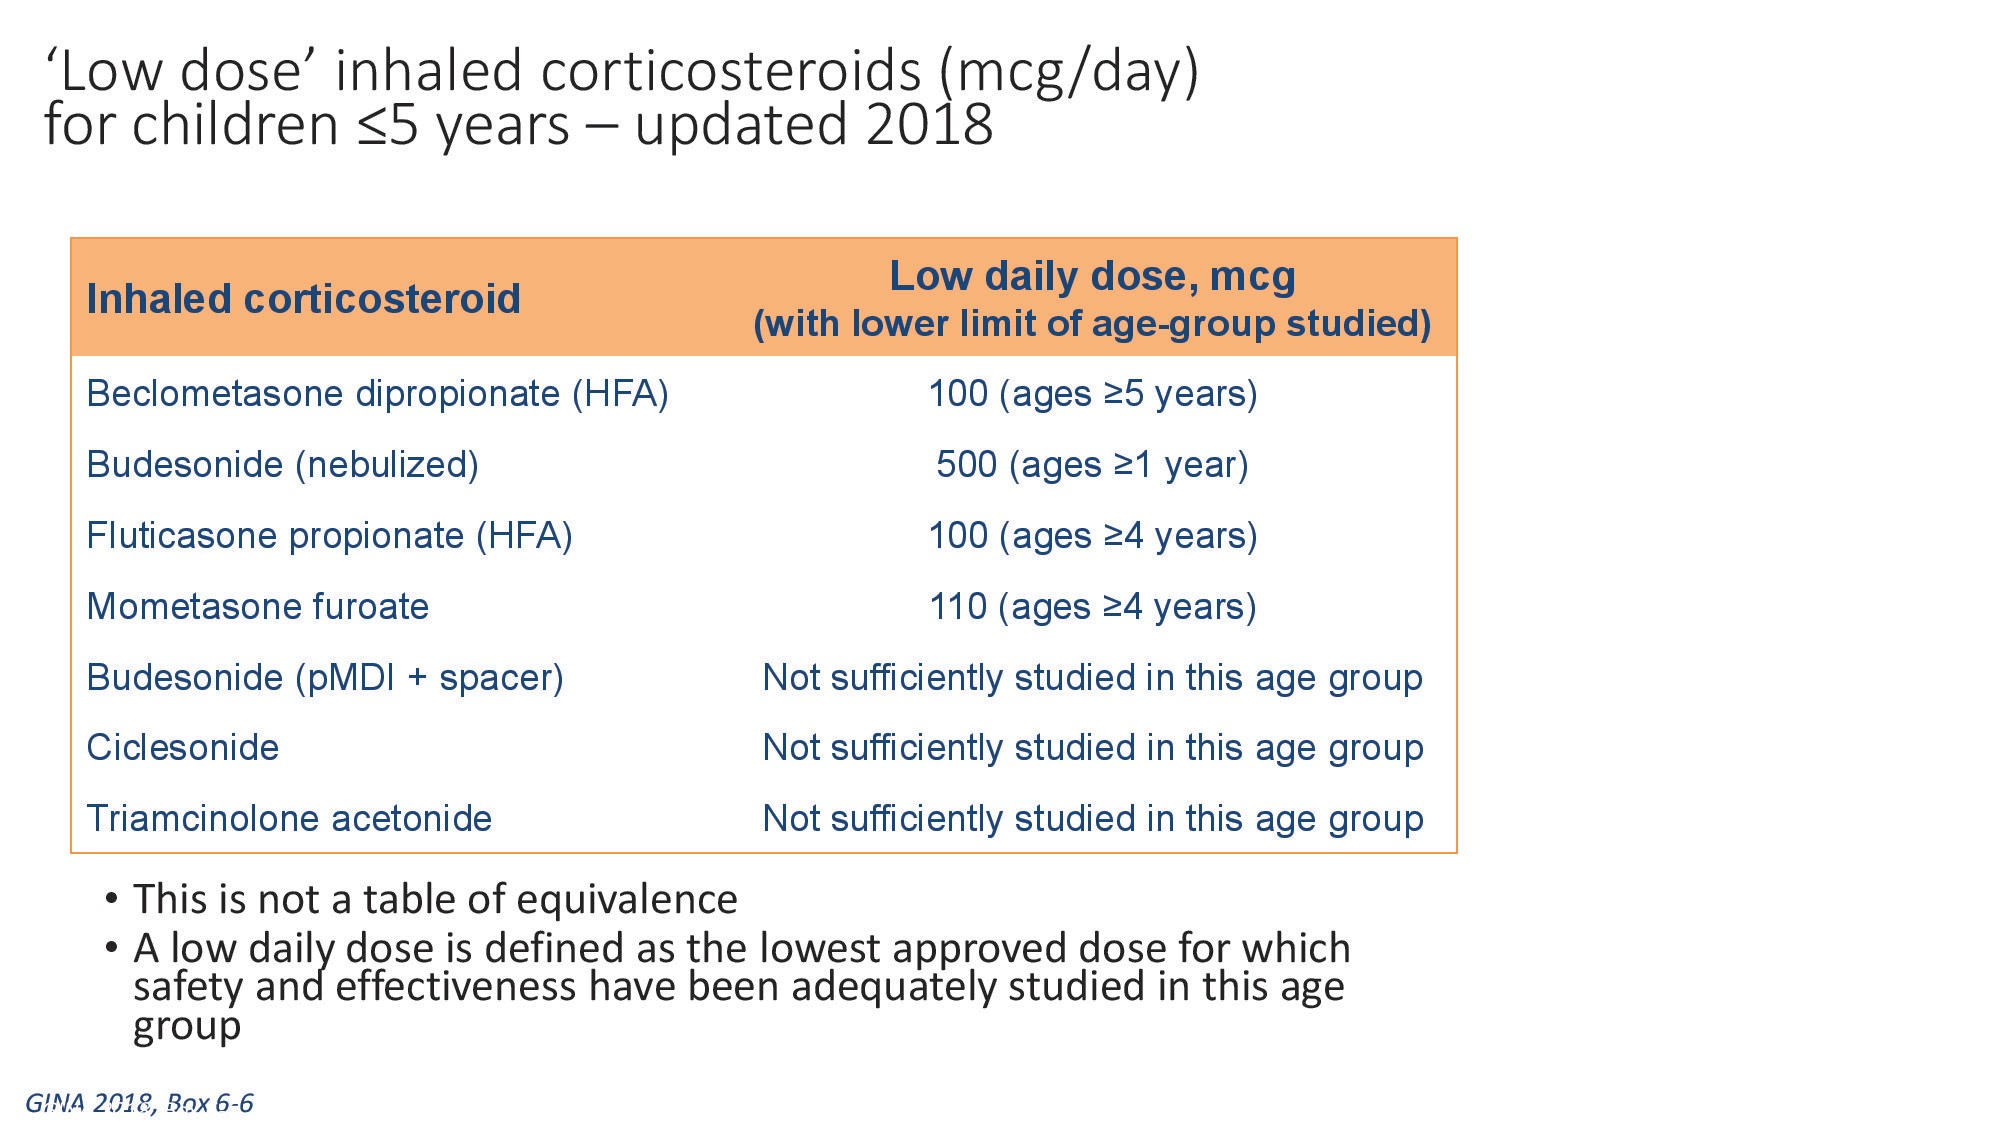 ‘Low dose’ inhaled corticosteroids (mcg/day)
for children ≤5 years – updated 2018
Inhaled corticosteroid
Low daily dose, mcg
(with lower limit of age-group studied)
Beclometasone dipropionate (HFA)
100 (ages ≥5 years)
Budesonide (nebulized)
500 (ages ≥1 year)
Fluticasone propionate (HFA)
100 (ages ≥4 years)
Mometasone furoate
110 (ages ≥4 years)
Budesonide (pMDI + spacer)
Not sufficiently studied in this age group
Ciclesonide
Not sufficiently studied in this age group
Triamcinolone acetonide
Not sufficiently studied in this age group
• This is not a table of equivalence
• A low daily dose is defined as the lowest approved dose for which
safety and effectiveness have been adequately studied in this age
group
GINA 2018, Box 6-6